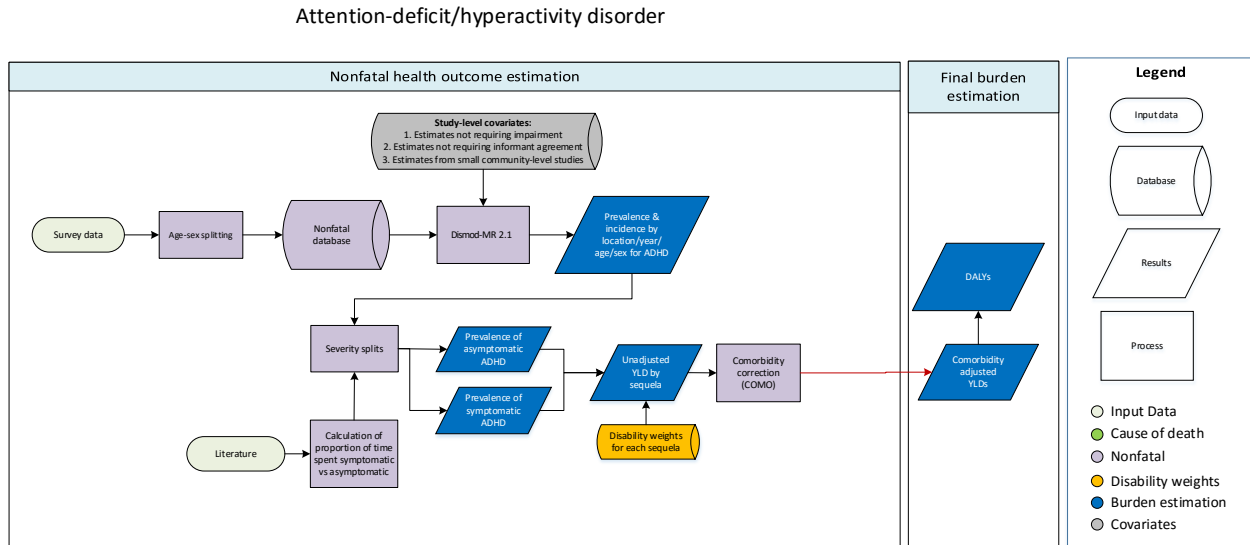 Attention-deficit/hyperactivity disorder
Nonfatal health outcome estimation
Study-level covariates:
1. Estimates not requiring impairment
2. Estimates not requiring informant agreement
3. Estimates from small community-level studies
Survey data
Age-sex splitting
Nonfatal
database
Dismod-MR 2.1
Prevalence &
incidence by
location/year/
age/sex for ADHD
Severity splits
Prevalence of
asymptomatic
ADHD
Prevalence of
symptomatic ADHD
Unadjusted
YLD by
sequela
Comorbidity
correction
(COMO)
Literature
Calculation of
proportion of time
spent symptomatic
vs asymptomatic
Disability weights
for each sequela
Final burden
estimation
DALYs
Comorbidity
adjusted
YLDs
Legend
Input data
Database
Results
Process
Input Data
Cause of death
Nonfatal
Disability weights
Burden estimation
Covariates